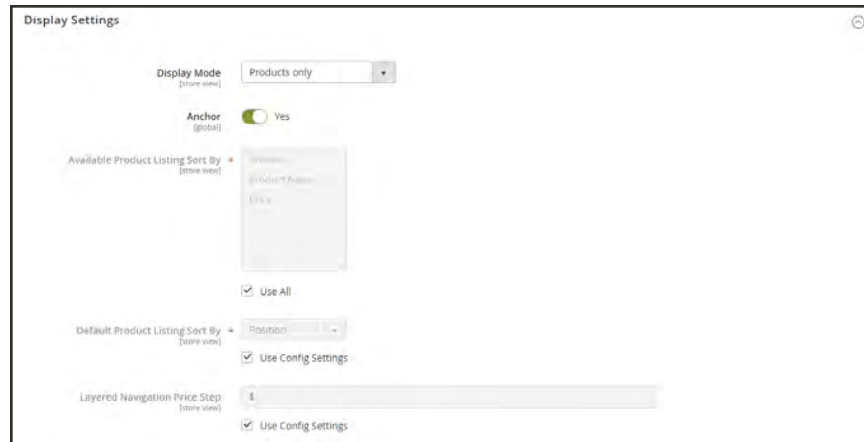 Display Settings
Display Mode
[store view]
Products only
Anchor
[global]
Yes
Available Product Listing Sort By *
[store view]
Position
Product Name
Price
Use All
Default Product Listing Sort By *
[store view]
Position
Use Config Settings
Layered Navigation Price Step
[store view]
$
Use Config Settings